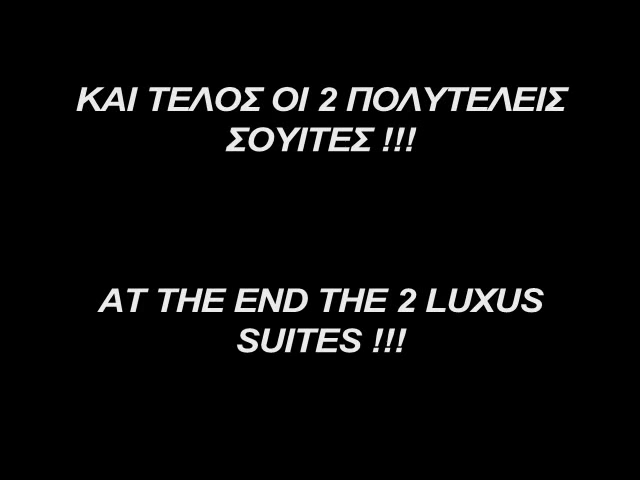 ΚΑΙ ΤΕΛΟΣ ΟΙ 2 ΠΟΛΥΤΕΛΕΙΣ
ΣΟΥΙΤΕΣ !!!
AT THE END THE 2 LUXUS
SUITES !!!